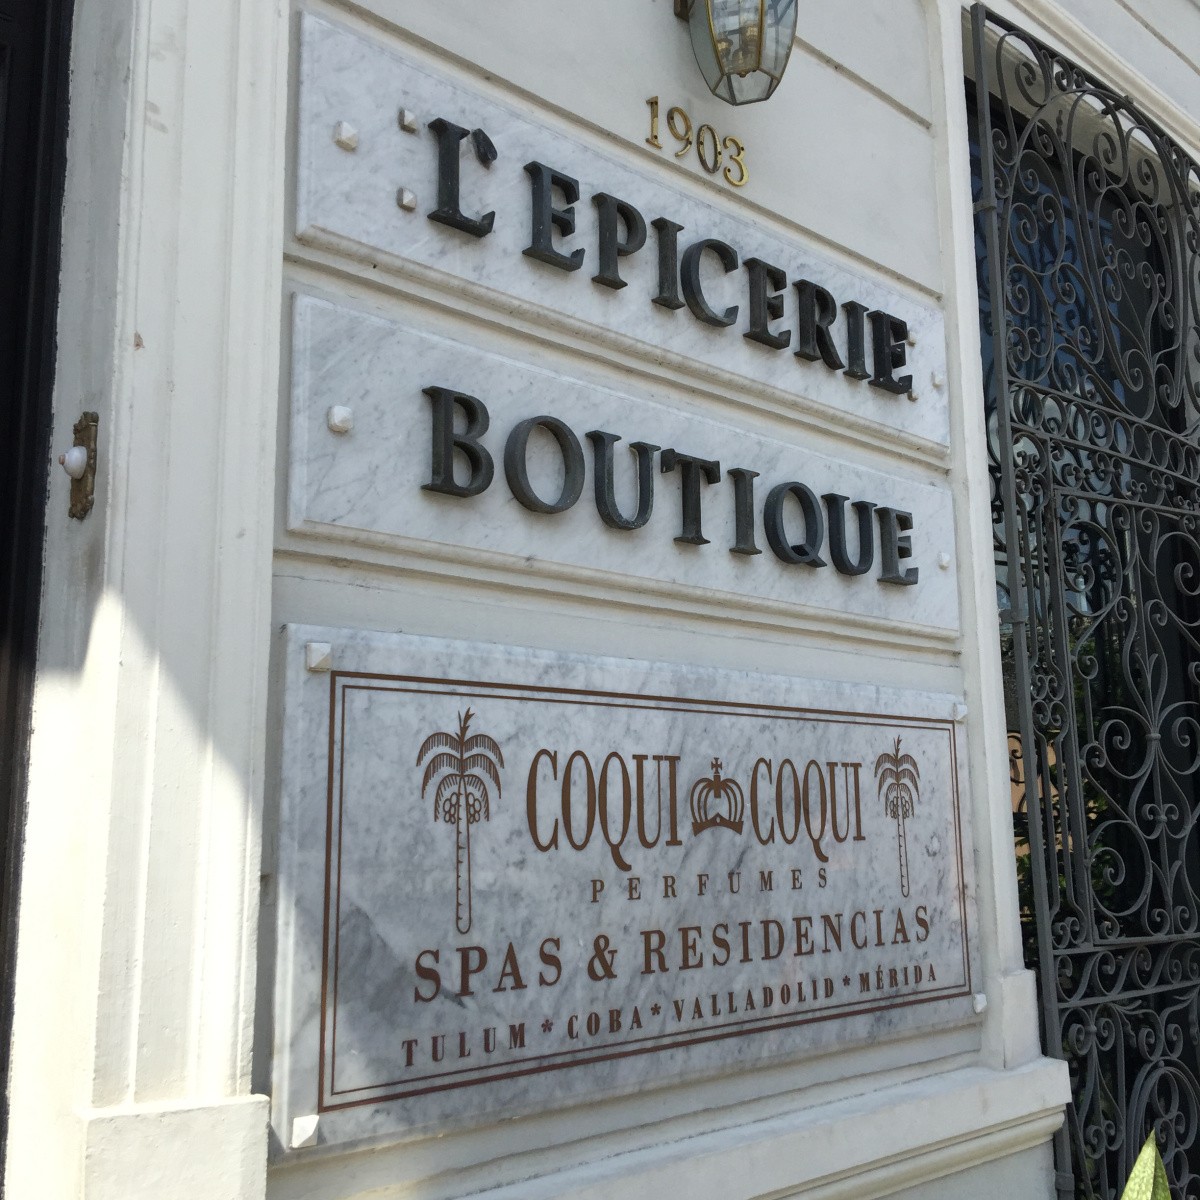 1903
L'EPICERIE
BOUTIQUE
COQUI COQUI
PERFUMES
SPAS & RESIDENCIAS
TULUM * COBA * VALLADOLID * MÉRIDA